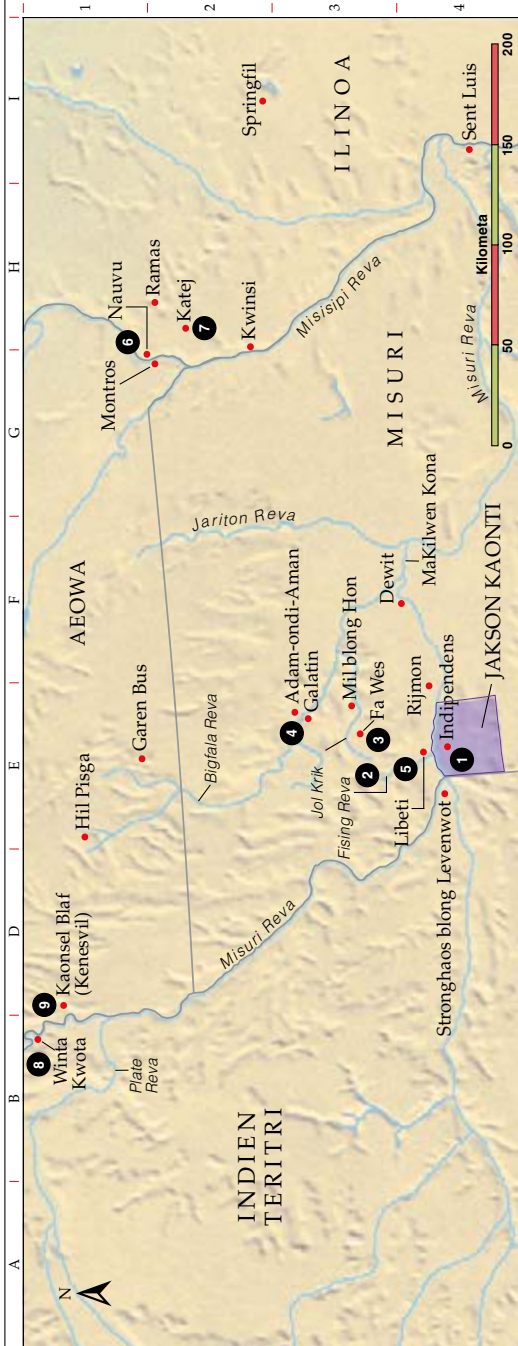 A
B
D
E
F
G
H
I
1
2
3
4
N
INDIEN
TERITRI
AEOWA
MISURI
ILINOA
8
Winta
Kwota
9
Kaonsel Blaf
(Kenesvil)
Plate
Reva
Hil Pisga
Garen Bus
Misuri Reva
Bigfala Reva
Jariton Reva
6
Nauvu
Montros
Ramas
Katej
7
Kwinsi
Springfil
Misisipi Reva
4
Adam-ondi-Aman
Galatin
Jol Krik
Mil blong Hon
Fa Wes
3
2
Fising Reva
5
Libeti
Rijmon
Dewit
MaKilwen Kona
Stronghaos blong Levenwot
Indipendens
1
JAKSON KAONTI
Misuri Reva
Sent Luis
Kilometa
0 50 100 150 200